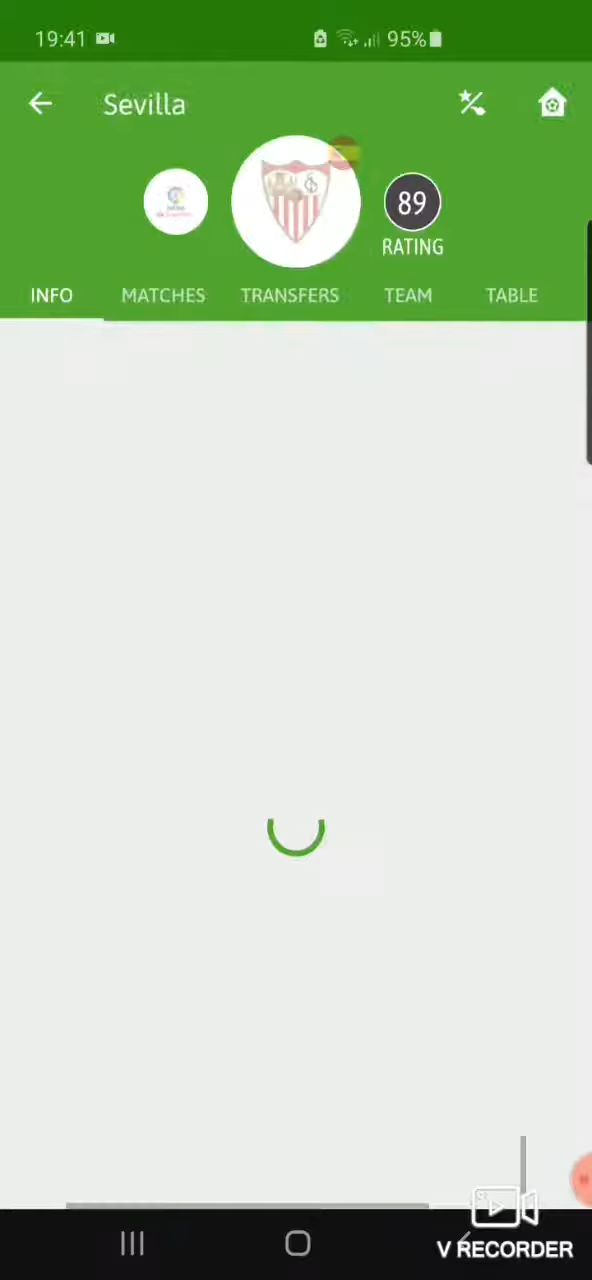 19:41 95%
Sevilla
89
RATING
INFO MATCHES TRANSFERS TEAM TABLE
V RECORDER